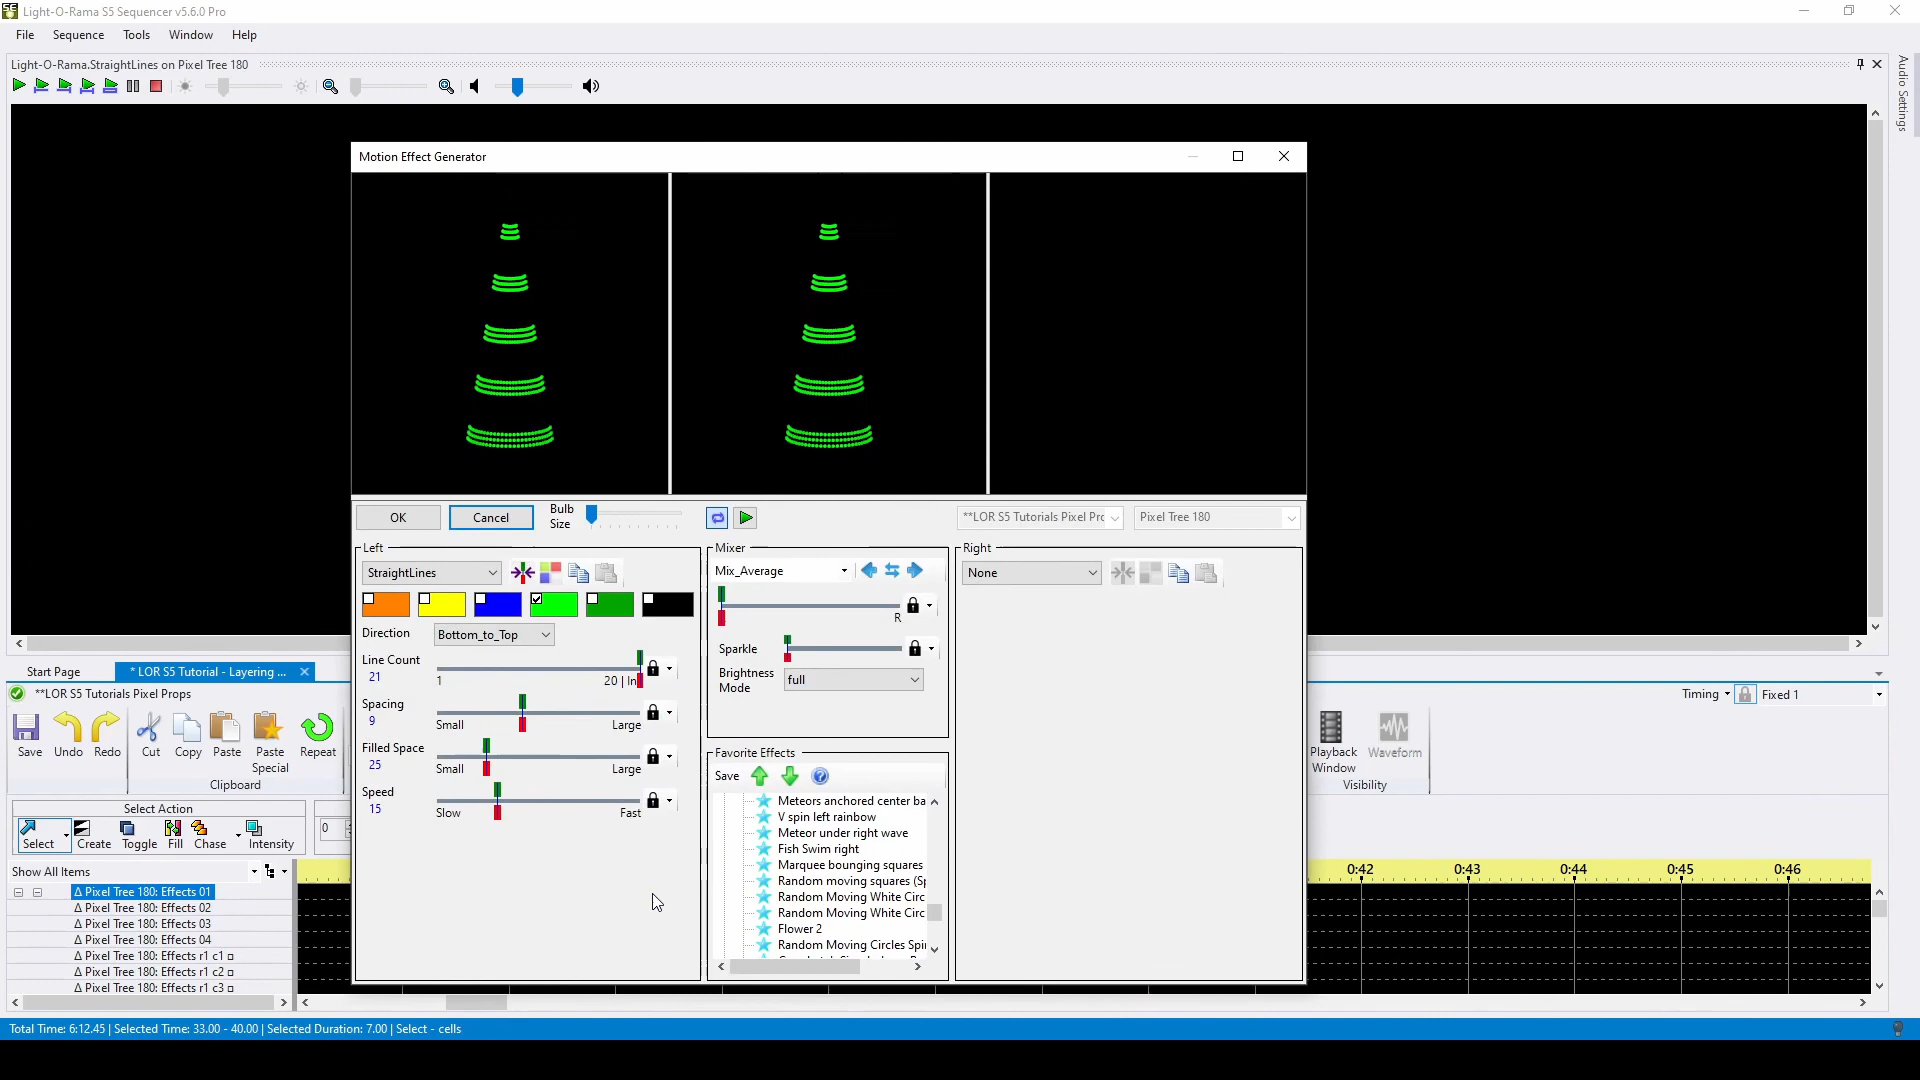 Light-O-Rama S5 Sequencer v5.6.0 Pro
File Sequence Tools Window Help
Light-O-Rama.StraightLines on Pixel Tree 180
Audio Settings
Motion Effect Generator
OK Cancel Bulb Size
**LOR S5 Tutorials Pixel Prc Pixel Tree 180
Left Mixer Right
StraightLines Mix_Average None
R
Direction Bottom_to_Top
Line Count
21
1 20 | In
Spacing
9
Small Large
Filled Space
25
Small Large
Speed
15
Slow Fast
Sparkle
Brightness Mode full
Favorite Effects
Save
Meteors anchored center ba
V spin left rainbow
Meteor under right wave
Fish Swim right
Marquee bounging squares
Random moving squares (Sp
Random Moving White Circ
Random Moving White Circ
Flower 2
Random Moving Circles Spi
Start Page * LOR S5 Tutorial - Layering ...
**LOR S5 Tutorials Pixel Props
Timing Fixed 1
Save Undo Redo Cut Copy Paste Paste Special Repeat
Clipboard
Playback Window Waveform
Visibility
Select Action
Select Create Toggle Fill Chase Intensity
0
Show All Items
0:42 0:43 0:44 0:45 0:46
Δ Pixel Tree 180: Effects 01
Δ Pixel Tree 180: Effects 02
Δ Pixel Tree 180: Effects 03
Δ Pixel Tree 180: Effects 04
Δ Pixel Tree 180: Effects r1 c1
Δ Pixel Tree 180: Effects r1 c2
Δ Pixel Tree 180: Effects r1 c3
Total Time: 6:12.45 | Selected Time: 33.00 - 40.00 | Selected Duration: 7.00 | Select - cells